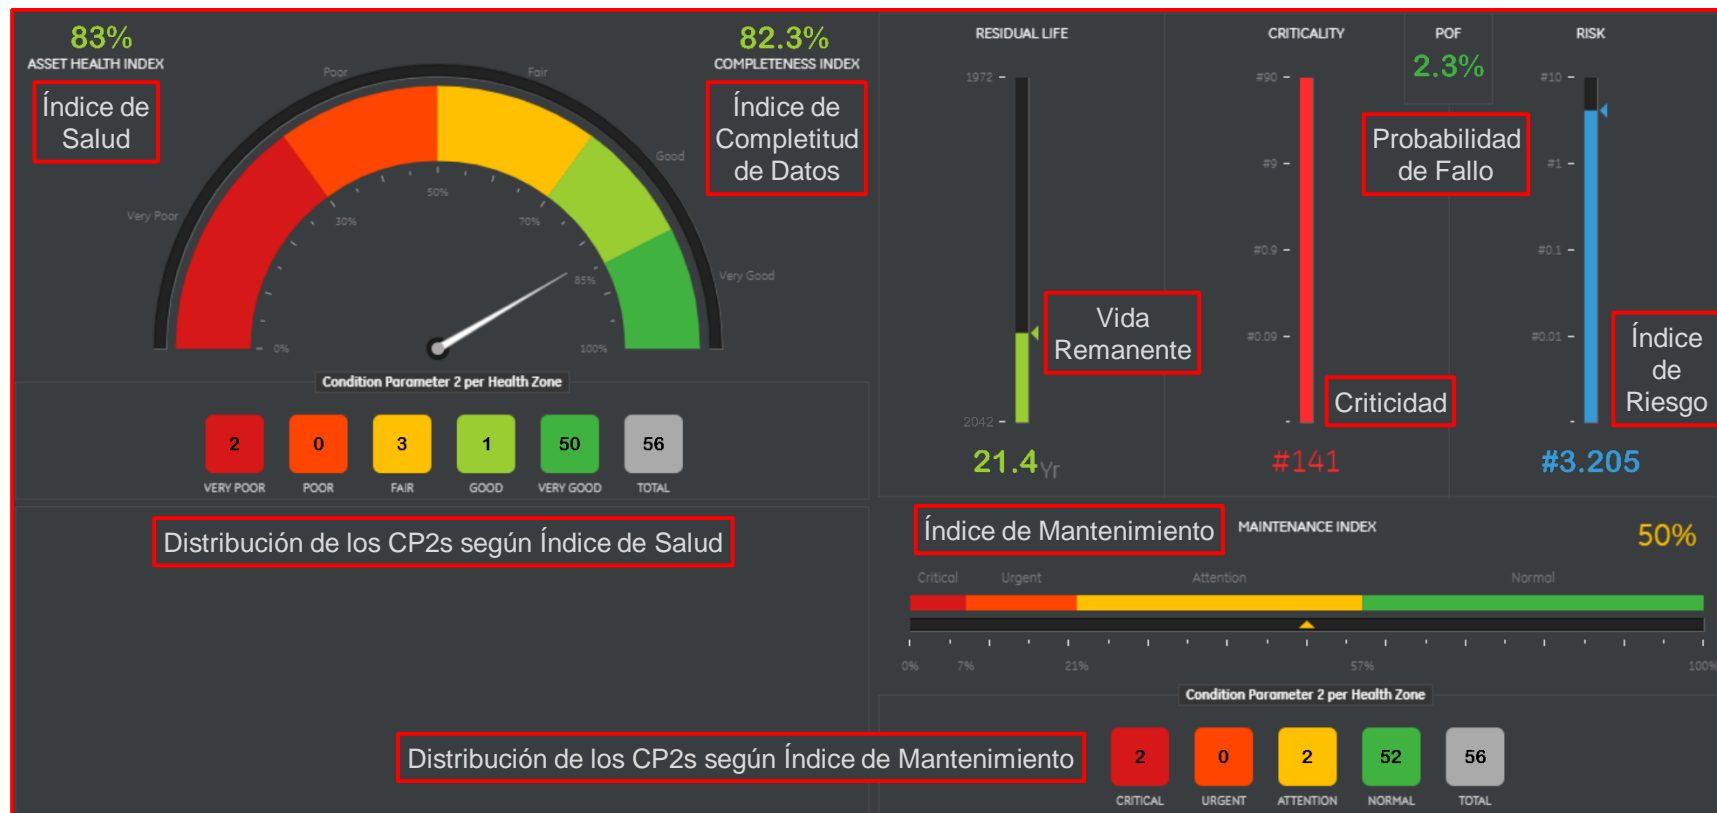 83%
ASSET HEALTH INDEX
Índice de
Salud
82.3%
COMPLETENESS INDEX
Índice de
Completitud
de Datos
Very Poor
Poor
Fair
Good
Very Good
0%
30%
50%
70%
85%
100%
Condition Parameter 2 per Health Zone
2
0
3
1
50
56
VERY POOR
POOR
FAIR
GOOD
VERY GOOD
TOTAL
Distribución de los CP2s según Índice de Salud
RESIDUAL LIFE
1972
2042
21.4 Yr
Vida
Remanente
CRITICALITY
#90
#9
#0.9
#0.09
-
#141
Criticidad
POF
2.3%
Probabilidad
de Fallo
RISK
#10
#1
#0.1
#0.01
-
#3.205
Índice
de
Riesgo
Índice de Mantenimiento
MAINTENANCE INDEX
50%
Critical Urgent Attention Normal
0% 7% 21% 57% 100%
Condition Parameter 2 per Health Zone
Distribución de los CP2s según Índice de Mantenimiento
2
0
2
52
56
CRITICAL
URGENT
ATTENTION
NORMAL
TOTAL